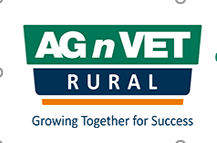 AG n VET
RURAL
Growing Together for Success